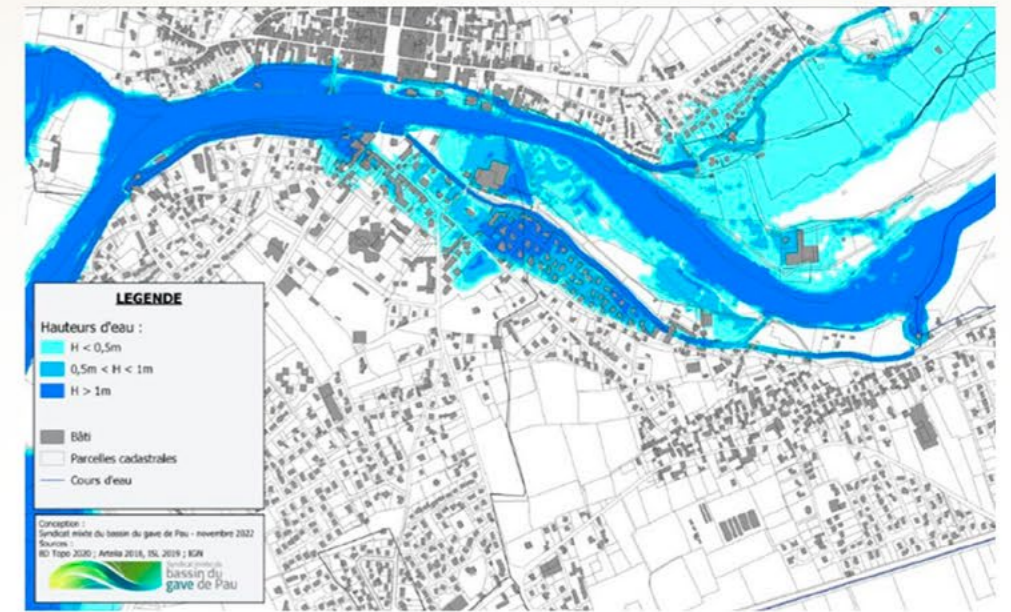 LEGENDE
Hauteurs d'eau :
H < 0,5m
0,5m < H < 1m
H > 1m
Bâti
Parcelles cadastrales
Cours d'eau
Conception :
Syndicat mixte du bassin du gave de Pau - novembre 2022
Sources :
BD Topo 2020 ; Artelia 2018, ISL 2019 ; IGN
bassin du
gave de Pau